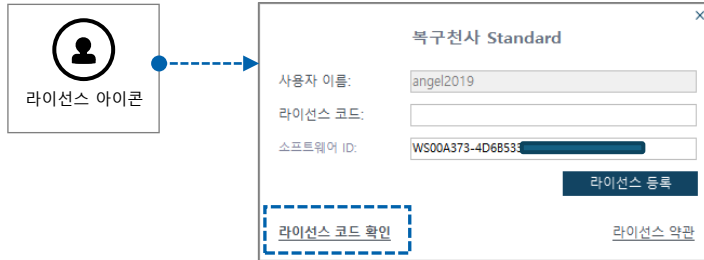 라이선스 아이콘
×
복구천사 Standard
사용자 이름: angel2019
라이선스 코드:
소프트웨어 ID: WS00A373-4D6B533
라이선스 등록
라이선스 코드 확인 라이선스 약관